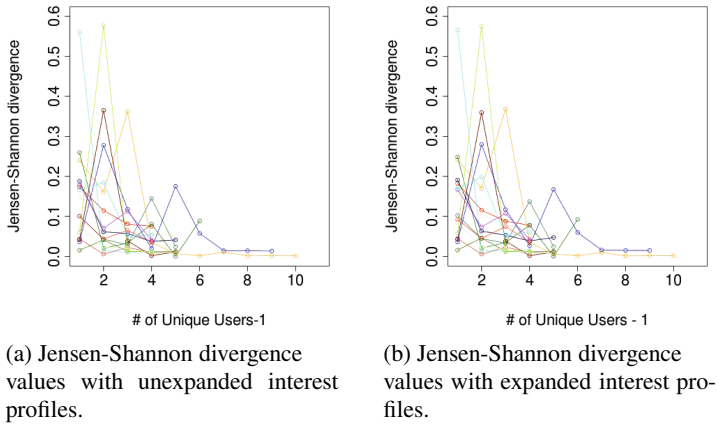 0.6
0.5
0.4
0.3
0.2
0.1
0.0
Jensen-Shannon divergence
2 4 6 8 10
# of Unique Users-1
(a) Jensen-Shannon divergence
values with unexpanded interest
profiles.
0.6
0.5
0.4
0.3
0.2
0.1
0.0
Jensen-Shannon divergence
2 4 6 8 10
# of Unique Users - 1
(b) Jensen-Shannon divergence
values with expanded interest pro-
files.